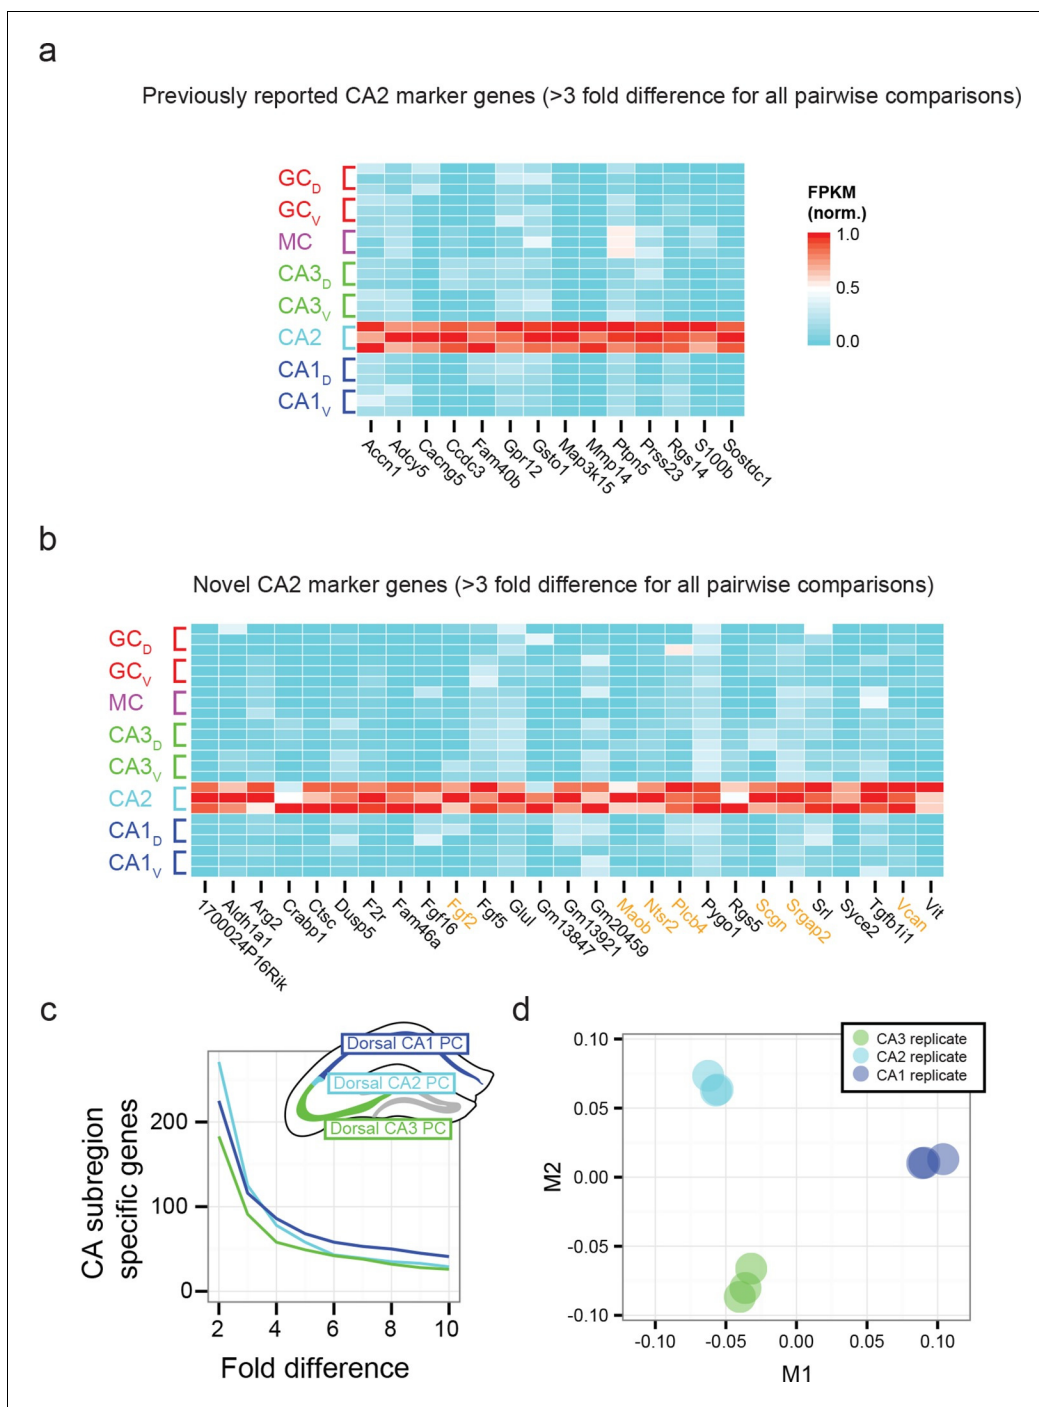 a
Previously reported CA2 marker genes (>3 fold difference for all pairwise comparisons)
GCD
GCV
MC
CA3D
CA3V
CA2
CA1D
CA1V
FPKM
(norm.)
1.0
0.5
0.0
Accn1
Adcy5
Cacng5
Ccdc3
Fam40b
Gpr12
Gsto1
Map3k15
Mmp14
Ptpn5
Prss23
Rgs14
S100b
Sostdc1
b
Novel CA2 marker genes (>3 fold difference for all pairwise comparisons)
GCD
GCV
MC
CA3D
CA3V
CA2
CA1D
CA1V
1700024P16Rik
Aldh1a1
Arg2
Crabp1
Ctsc
Dusp5
F2r
Fam46a
Fgf16
Fgf2
Fgf5
Glul
Gm13847
Gm13921
Gm20459
Maob
Ntsr2
Plcb4
Pygo1
Rgs5
Scgn
Srgap2
Srl
Syce2
Tgfb1i1
Vcan
Vit
c
Dorsal CA1 PC
Dorsal CA2 PC
Dorsal CA3 PC
CA subregion
specific genes
200
100
0
2 4 6 8 10
Fold difference
d
CA3 replicate
CA2 replicate
CA1 replicate
M2
0.10
0.05
0.00
-0.05
-0.10
-0.10 -0.05 0.00 0.05 0.10
M1